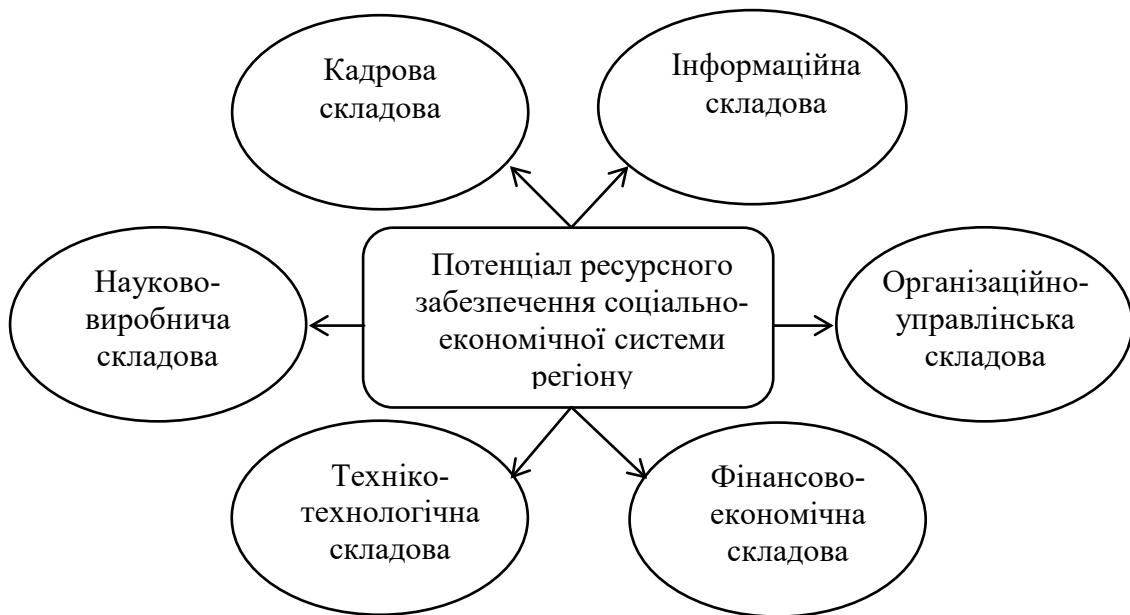 Кадрова
складова
Інформаційна
складова
Науково-
виробнича
складова
Потенціал ресурсного
забезпечення соціально-
економічної системи
регіону
Організаційно-
управлінська
складова
Техніко-
технологічна
складова
Фінансово-
економічна
складова